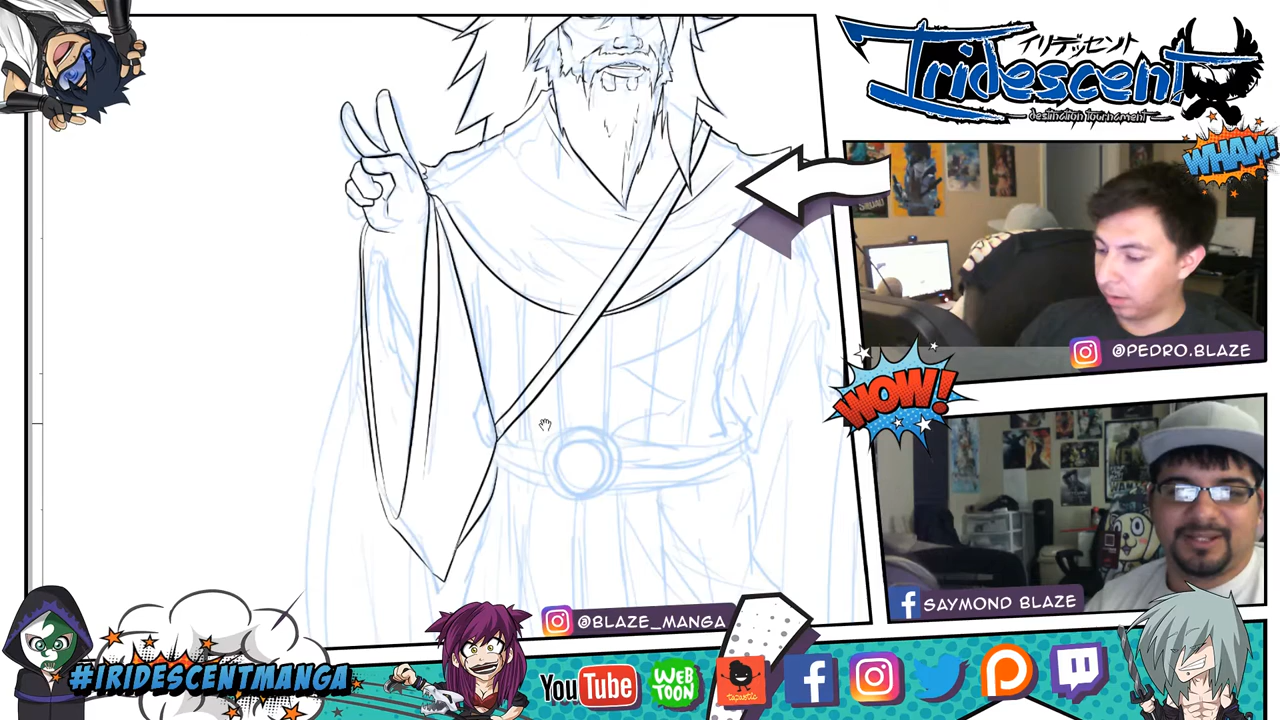 イリデッセント
Iridescent
destination tournament
WHAM!
@PEDRO.BLAZE
WOW!
SAYMOND BLAZE
@BLAZE_MANGA
#IRIDESCENTMANGA
YouTube
WEB
TOON
tapastic